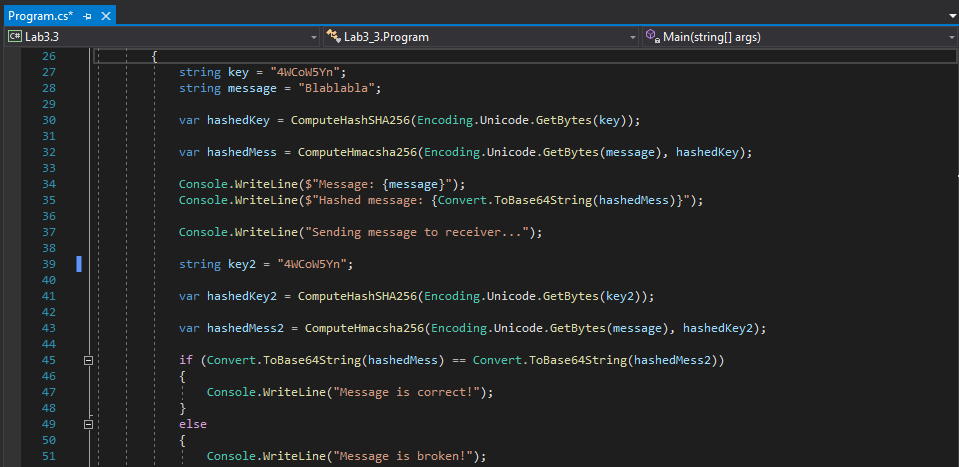 Program.cs*
C# Lab3.3 Lab3_3.Program Main(string[] args)
26 {
27 string key = "4WCoW5Yn";
28 string message = "Blablabla";
29
30 var hashedKey = ComputeHashSHA256(Encoding.Unicode.GetBytes(key));
31
32 var hashedMess = ComputeHmacsha256(Encoding.Unicode.GetBytes(message), hashedKey);
33
34 Console.WriteLine($"Message: {message}");
35 Console.WriteLine($"Hashed message: {Convert.ToBase64String(hashedMess)}");
36
37 Console.WriteLine("Sending message to receiver...");
38
39 string key2 = "4WCoW5Yn";
40
41 var hashedKey2 = ComputeHashSHA256(Encoding.Unicode.GetBytes(key2));
42
43 var hashedMess2 = ComputeHmacsha256(Encoding.Unicode.GetBytes(message), hashedKey2);
44
45 if (Convert.ToBase64String(hashedMess) == Convert.ToBase64String(hashedMess2))
46 {
47 Console.WriteLine("Message is correct!");
48 }
49 else
50 {
51 Console.WriteLine("Message is broken!");